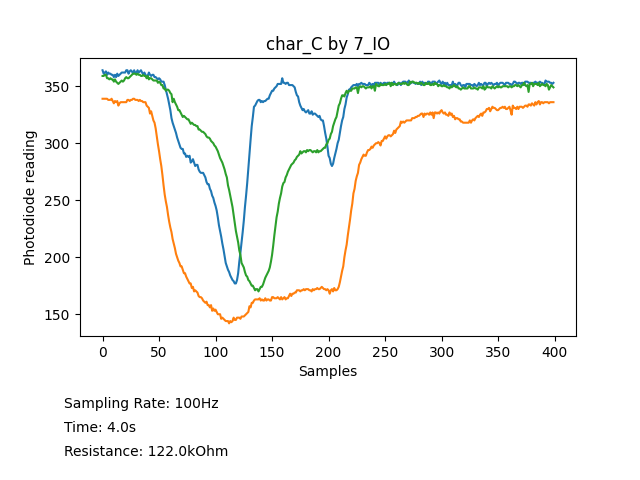 char_C by 7_IO
Photodiode reading
350
300
250
200
150
0 50 100 150 200 250 300 350 400
Samples
Sampling Rate: 100Hz
Time: 4.0s
Resistance: 122.0kOhm